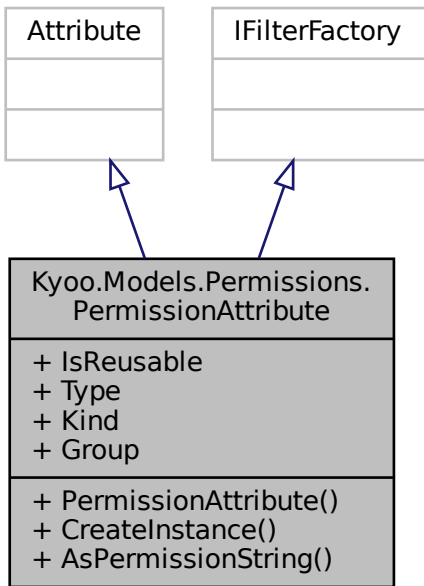 Attribute
IFilterFactory
Kyoo.Models.Permissions.
PermissionAttribute
+ IsReusable
+ Type
+ Kind
+ Group
+ PermissionAttribute()
+ CreateInstance()
+ AsPermissionString()